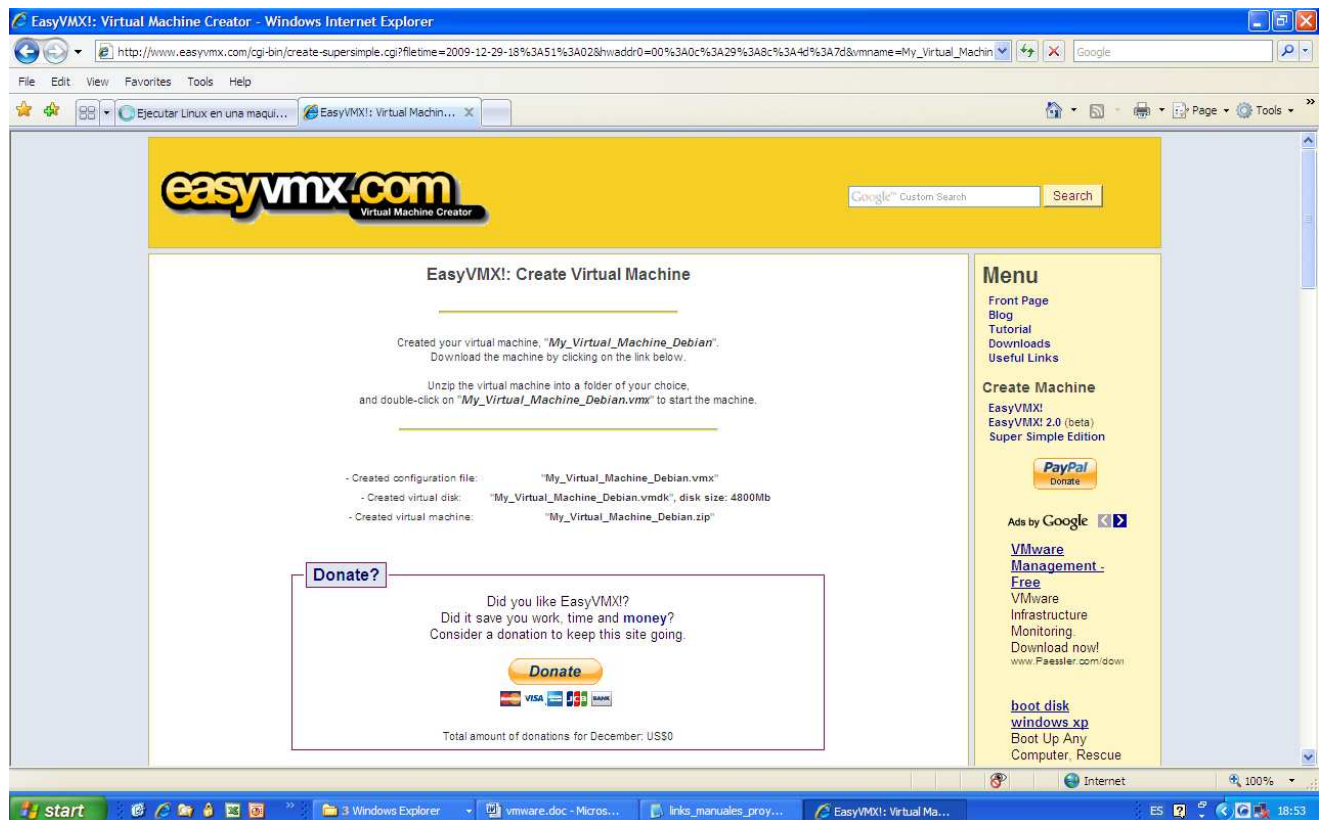 EasyVMX!: Virtual Machine Creator - Windows Internet Explorer
http://www.easyvmx.com/cgi-bin/create-supersimple.cgi?filetime=2009-12-29-18%3A51%3A02&hwaddr0=00%3A0c%3A29%3A8c%3A4d%3A7d&vmname=My_Virtual_Machin
Google
File Edit View Favorites Tools Help
Ejecutar Linux en una maqui...
EasyVMX!: Virtual Machin...
Page Tools
easyvmx.com
Virtual Machine Creator
Google™ Custom Search
Search
EasyVMX!: Create Virtual Machine
Created your virtual machine, "My_Virtual_Machine_Debian".
Download the machine by clicking on the link below.
Unzip the virtual machine into a folder of your choice,
and double-click on "My_Virtual_Machine_Debian.vmx" to start the machine.
- Created configuration file: "My_Virtual_Machine_Debian.vmx"
- Created virtual disk: "My_Virtual_Machine_Debian.vmdk", disk size: 4800Mb
- Created virtual machine: "My_Virtual_Machine_Debian.zip"
Donate?
Did you like EasyVMX!?
Did it save you work, time and money?
Consider a donation to keep this site going.
Donate
VISA JCB BANK
Total amount of donations for December: US$0
Menu
Front Page
Blog
Tutorial
Downloads
Useful Links
Create Machine
EasyVMX!
EasyVMX! 2.0 (beta)
Super Simple Edition
PayPal
Donate
Ads by Google
VMware
Management -
Free
VMware
Infrastructure
Monitoring.
Download now!
www.Paessler.com/down
boot disk
windows xp
Boot Up Any
Computer, Rescue
Internet
100%
start
3 Windows Explorer
vmware.doc - Micros...
links_manuales_proy...
EasyVMX!: Virtual Ma...
ES
18:53